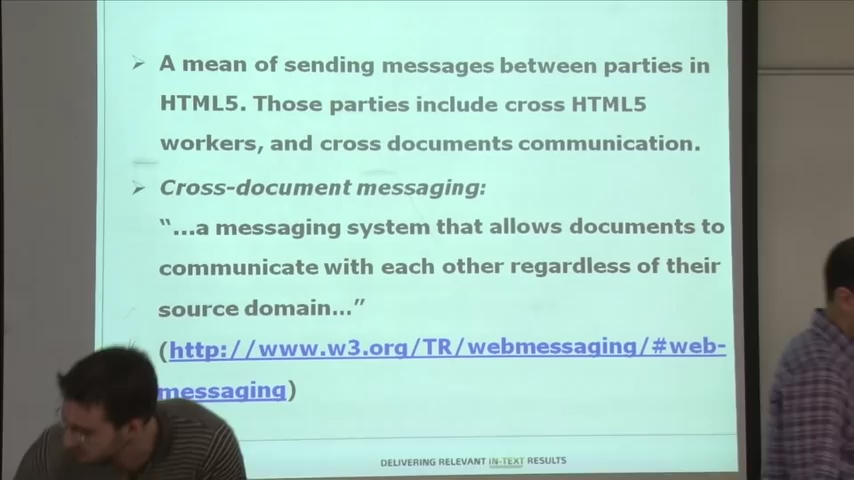 A mean of sending messages between parties in
HTML5. Those parties include cross HTML5
workers, and cross documents communication.
Cross-document messaging:
“...a messaging system that allows documents to
communicate with each other regardless of their
source domain...”
(http://www.w3.org/TR/webmessaging/#web-
messaging)
DELIVERING RELEVANT IN-TEXT RESULTS